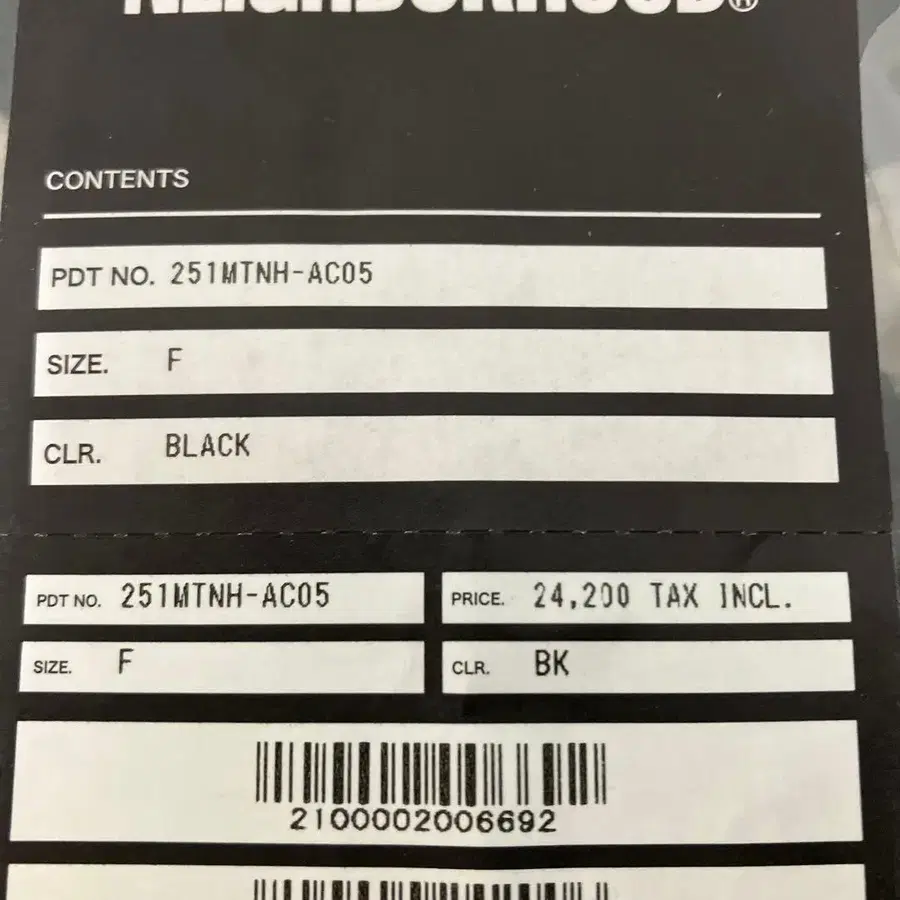 NEIGHBORHOOD®
CONTENTS
PDT NO. 251MTNH-AC05
SIZE. F
CLR. BLACK
PDT NO. 251MTNH-AC05
PRICE. 24,200 TAX INCL.
SIZE. F
CLR. BK
2100002006692